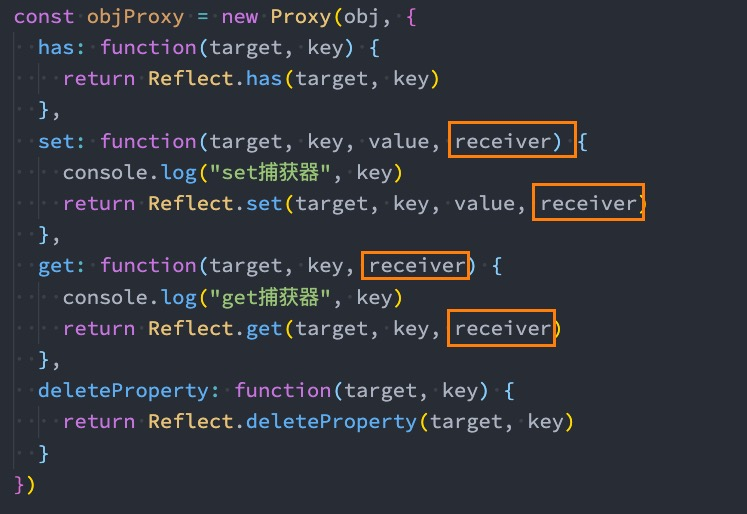 const objProxy = new Proxy(obj, {
  has: function(target, key) {
    return Reflect.has(target, key)
  },
  set: function(target, key, value, receiver) {
    console.log("set捕获器", key)
    return Reflect.set(target, key, value, receiver)
  },
  get: function(target, key, receiver) {
    console.log("get捕获器", key)
    return Reflect.get(target, key, receiver)
  },
  deleteProperty: function(target, key) {
    return Reflect.deleteProperty(target, key)
  }
})